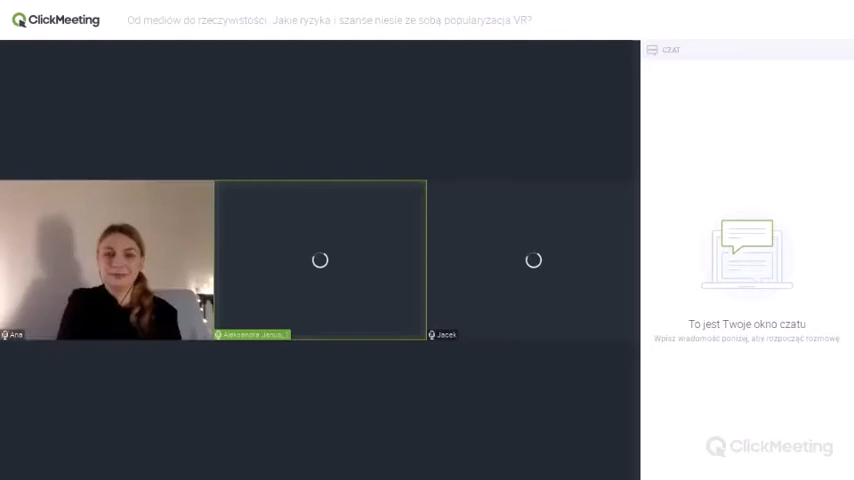 ClickMeeting
Od mediów do rzeczywistości. Jakie ryzyka i szanse niesie ze sobą popularyzacja VR?
CZAT
Ana
Aleksandra
Jacek
To jest Twoje okno czatu
Wpisz wiadomość poniżej, aby rozpocząć rozmowę
ClickMeeting